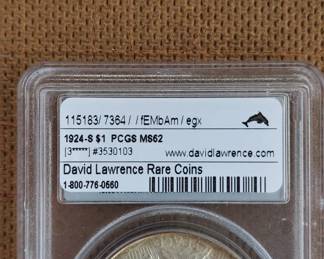 115183/ 7364 / / fEMbAm / egx
1924-S $1 PCGS MS62
[3*****] #3530103 www.davidlawrence.com
David Lawrence Rare Coins
1-800-776-0560